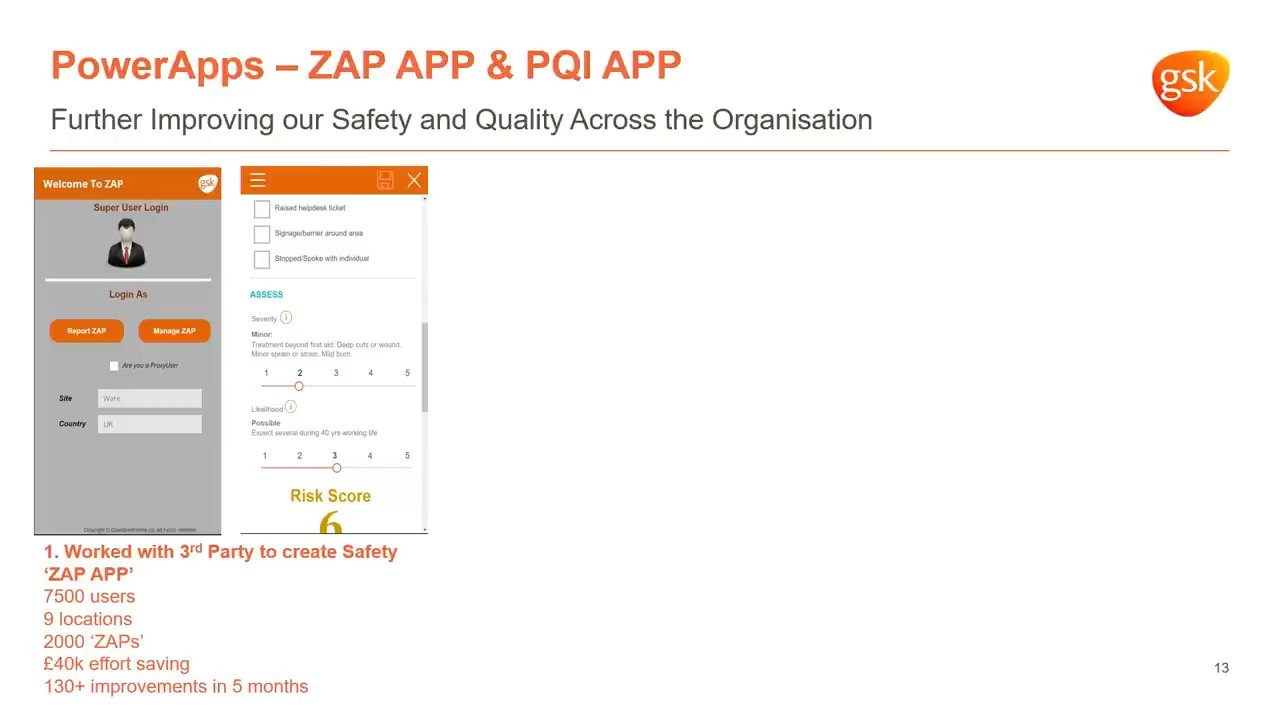 PowerApps – ZAP APP & PQI APP
gsk
Further Improving our Safety and Quality Across the Organisation
Welcome To ZAP
gsk
Super User Login
Login As
Report ZAP
Manage ZAP
Are you a ProxyUser
Site
Ware
Country
UK
Raised helpdesk ticket
Signage/barrier around area
Stopped/Spoke with individual
ASSESS
Severity i
Minor:
Treatment beyond first aid: Deep cuts or wound.
Minor sprain or strain. Mild burn.
1 2 3 4 5
Likelihood i
Possible
Expect several during 40 yrs working life
1 2 3 4 5
Risk Score
6
1. Worked with 3rd Party to create Safety
‘ZAP APP’
7500 users
9 locations
2000 ‘ZAPs’
£40k effort saving
130+ improvements in 5 months
13